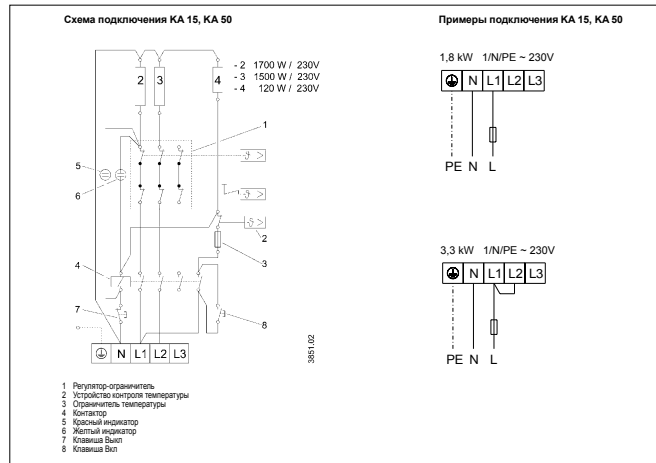 Схема подключения KA 15, KA 50
- 2 1700 W / 230V
- 3 1500 W / 230V
- 4 120 W / 230V
2 3 4
1
ϑ >
5
6
ϑ >
ϑ >
2
4
3
7
8
N L1 L2 L3
3851.02
1 Регулятор-ограничитель
2 Устройство контроля температуры
3 Ограничитель температуры
4 Контактор
5 Красный индикатор
6 Желтый индикатор
7 Клавиша Выкл
8 Клавиша Вкл
Примеры подключения KA 15, KA 50
1,8 kW 1/N/PE ~ 230V
N L1 L2 L3
PE N L
3,3 kW 1/N/PE ~ 230V
N L1 L2 L3
PE N L